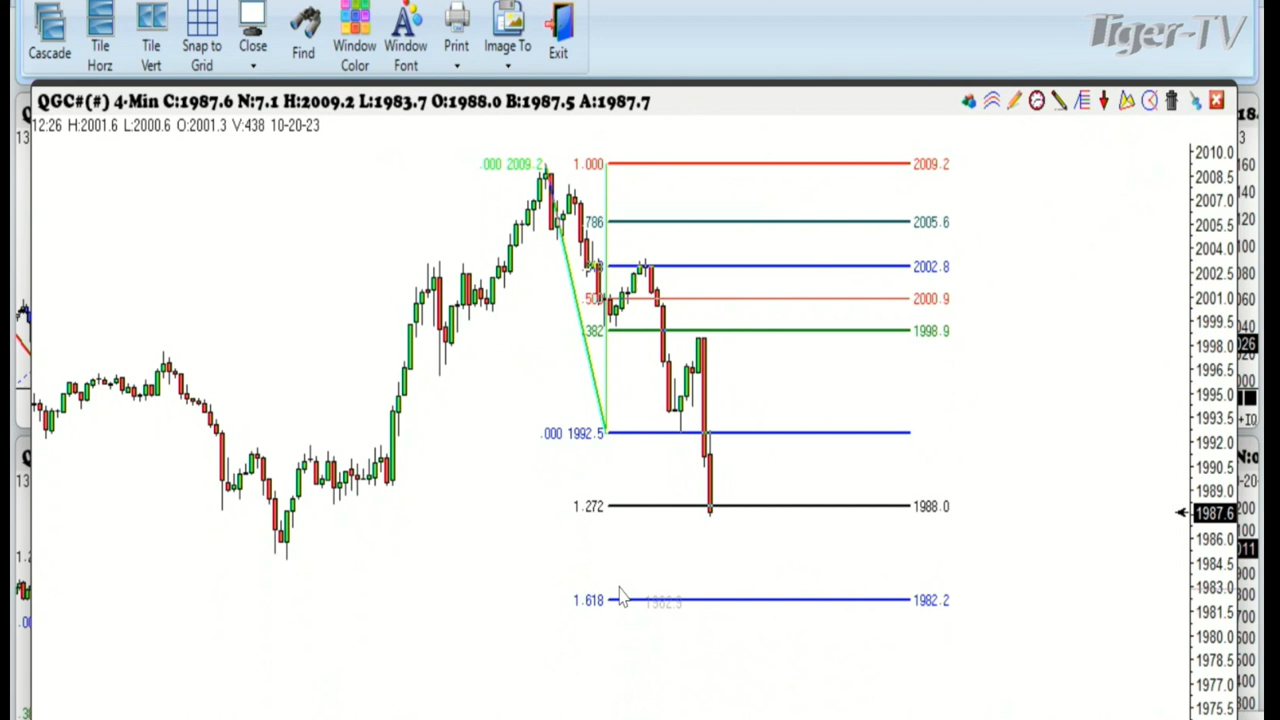 Cascade
Tile Horz
Tile Vert
Snap to Grid
Close
Find
Window Color
Window Font
Print
Image To
Exit
Tiger-TV
QGC#(#) 4-Min C:1987.6 N:7.1 H:2009.2 L:1983.7 O:1988.0 B:1987.5 A:1987.7
12:26 H:2001.6 L:2000.6 O:2001.3 V:438 10-20-23
.000 2009.2
1.000 2009.2
.786 2005.6
2002.8
.500 2000.9
.382 1998.9
.000 1992.5
1.272 1988.0
1.618 1982.2
1982.9
2010.0
2008.5
2007.0
2005.5
2004.0
2002.5
2001.0
1999.5
1998.0
1996.5
1995.0
1993.5
1992.0
1990.5
1989.0
1987.6
1986.0
1984.5
1983.0
1981.5
1980.0
1978.5
1977.0
1975.5